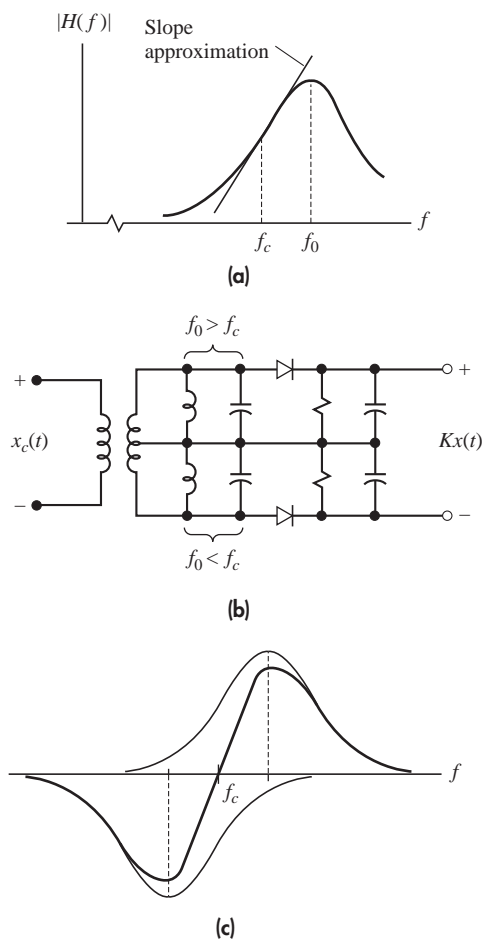 |H(f)|
Slope
approximation
f
f_c
f_0
(a)
f_0 > f_c
+
+
x_c(t)
Kx(t)
−
−
f_0 < f_c
(b)
f
f_c
(c)